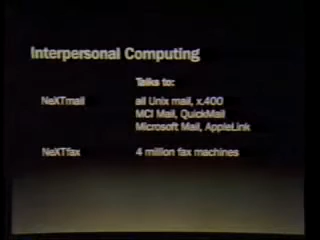 Interpersonal Computing
Talks to:
NeXTmail all Unix mail, x.400
MCI Mail, QuickMail
Microsoft Mail, AppleLink
NeXTfax 4 million fax machines